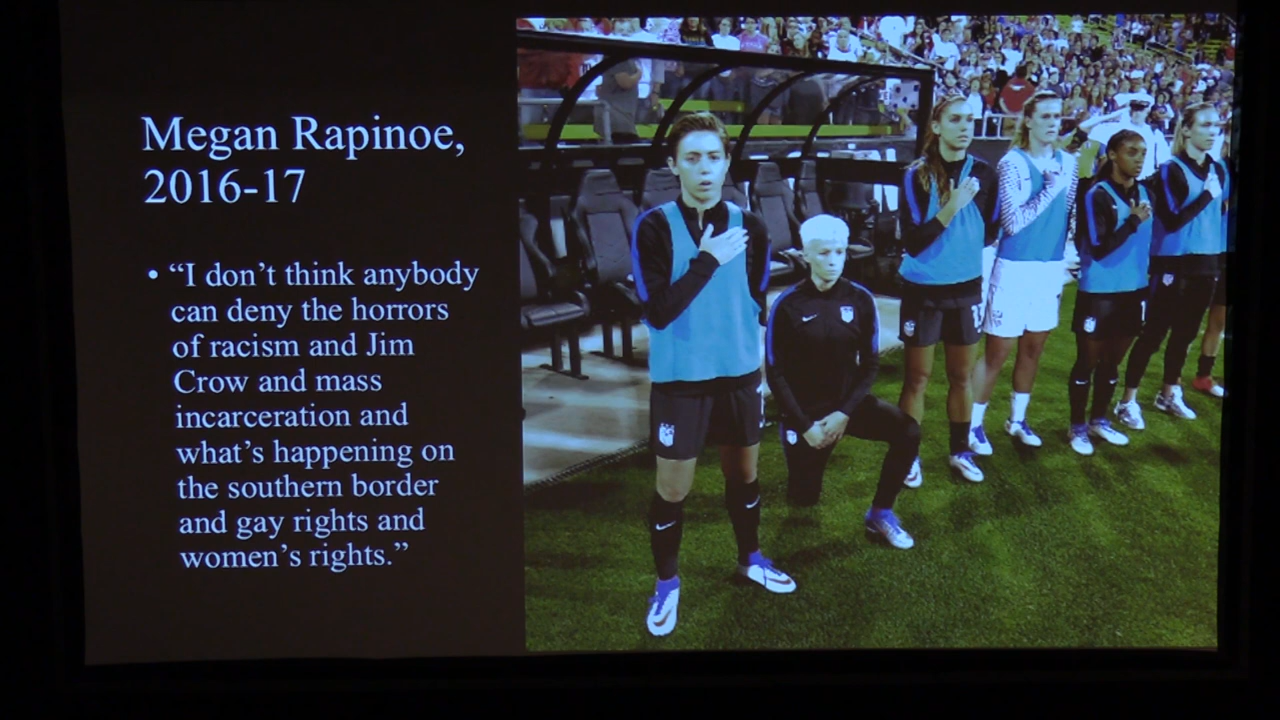 Megan Rapinoe,
2016-17
• “I don’t think anybody
can deny the horrors
of racism and Jim
Crow and mass
incarceration and
what’s happening on
the southern border
and gay rights and
women’s rights.”